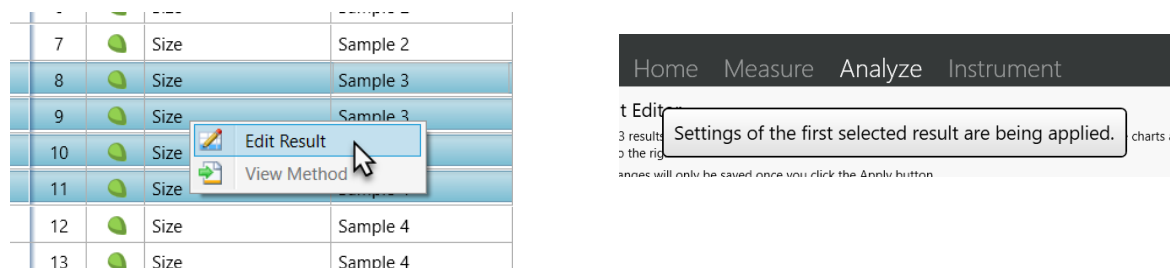 7 Size Sample 2
8 Size Sample 3
9 Size Sample 3
Edit Result
10 Size
View Method
11 Size
12 Size Sample 4
13 Size Sample 4
Home Measure Analyze Instrument
t Editor
3 results
Settings of the first selected result are being applied.
charts
o the rig
anges will only be saved once you click the Apply button